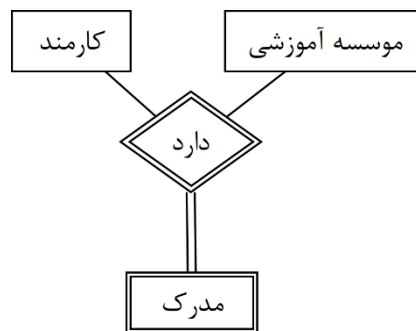 موسسه آموزشی
کارمند
دارد
مدرک